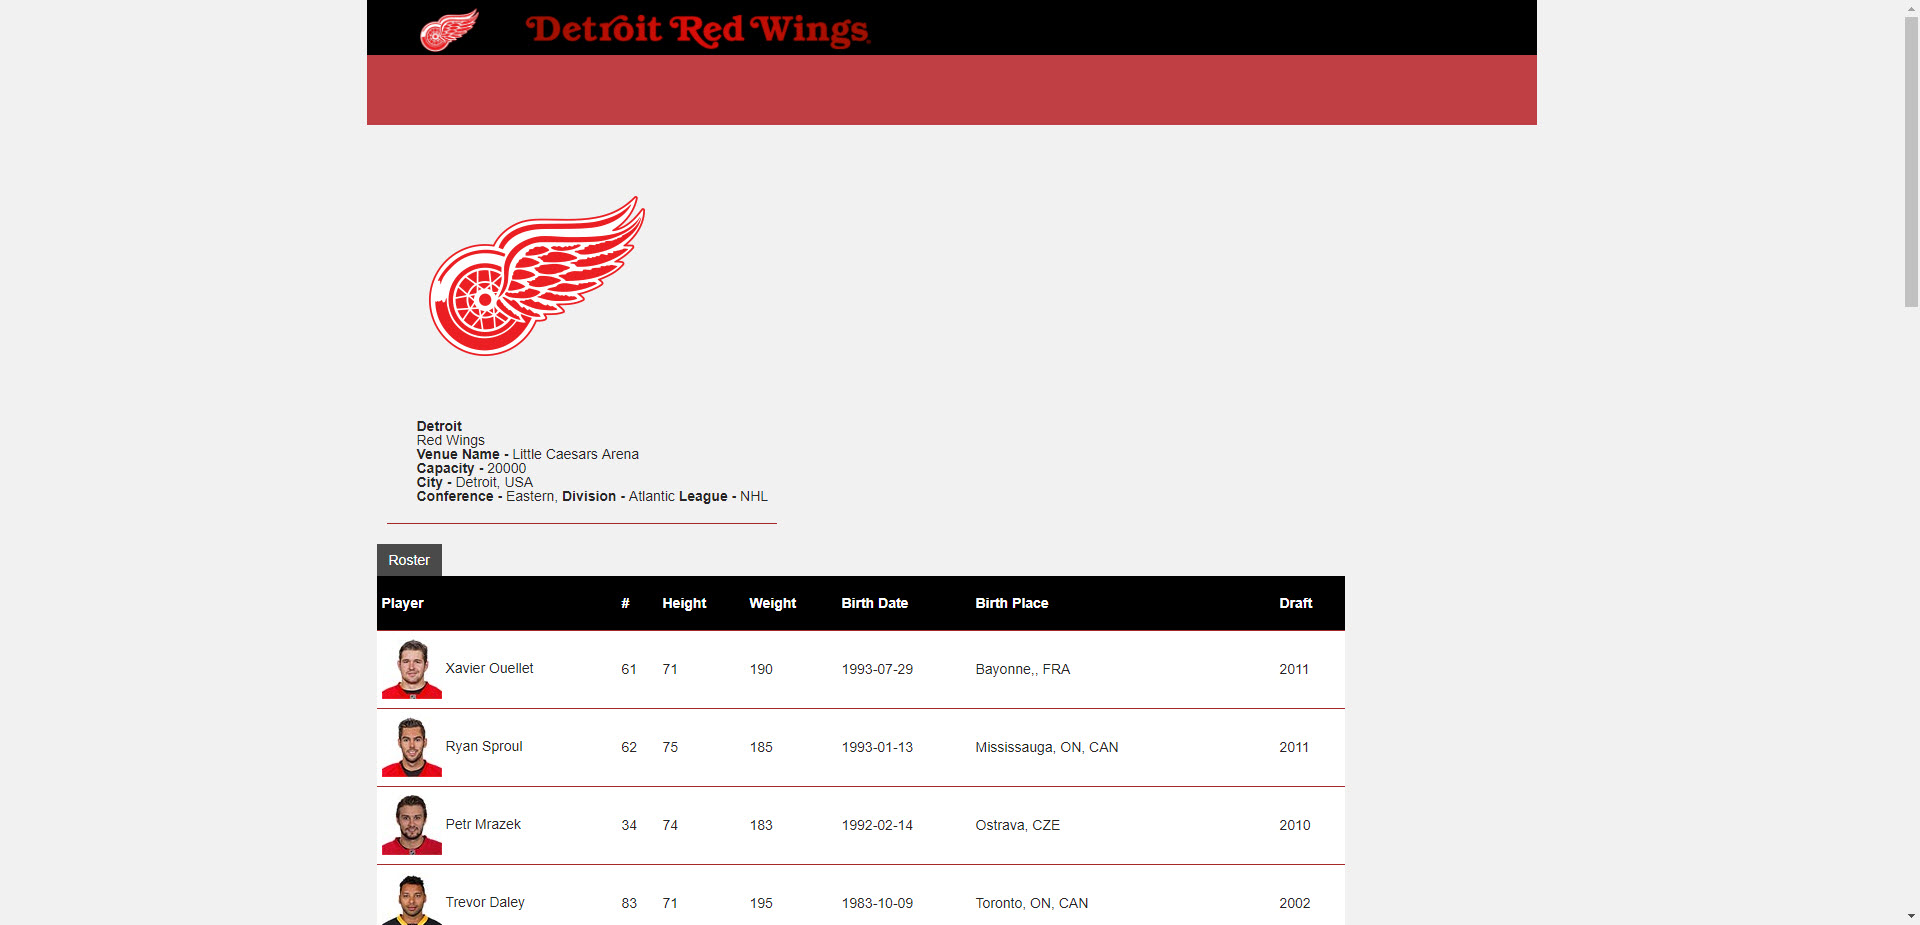 Detroit Red Wings
Detroit
Red Wings
Venue Name - Little Caesars Arena
Capacity - 20000
City - Detroit, USA
Conference - Eastern, Division - Atlantic League - NHL
Roster
Player # Height Weight Birth Date Birth Place Draft
Xavier Ouellet 61 71 190 1993-07-29 Bayonne,, FRA 2011
Ryan Sproul 62 75 185 1993-01-13 Mississauga, ON, CAN 2011
Petr Mrazek 34 74 183 1992-02-14 Ostrava, CZE 2010
Trevor Daley 83 71 195 1983-10-09 Toronto, ON, CAN 2002